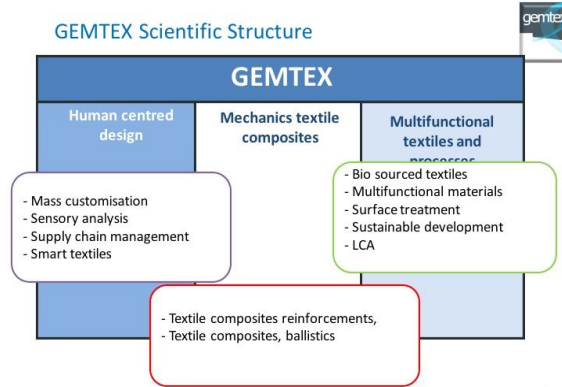 GEMTEX Scientific Structure
gemtex
GEMTEX
Human centred
design
Mechanics textile
composites
Multifunctional
textiles and
processes
- Mass customisation
- Sensory analysis
- Supply chain management
- Smart textiles
- Bio sourced textiles
- Multifunctional materials
- Surface treatment
- Sustainable development
- LCA
- Textile composites reinforcements,
- Textile composites, ballistics